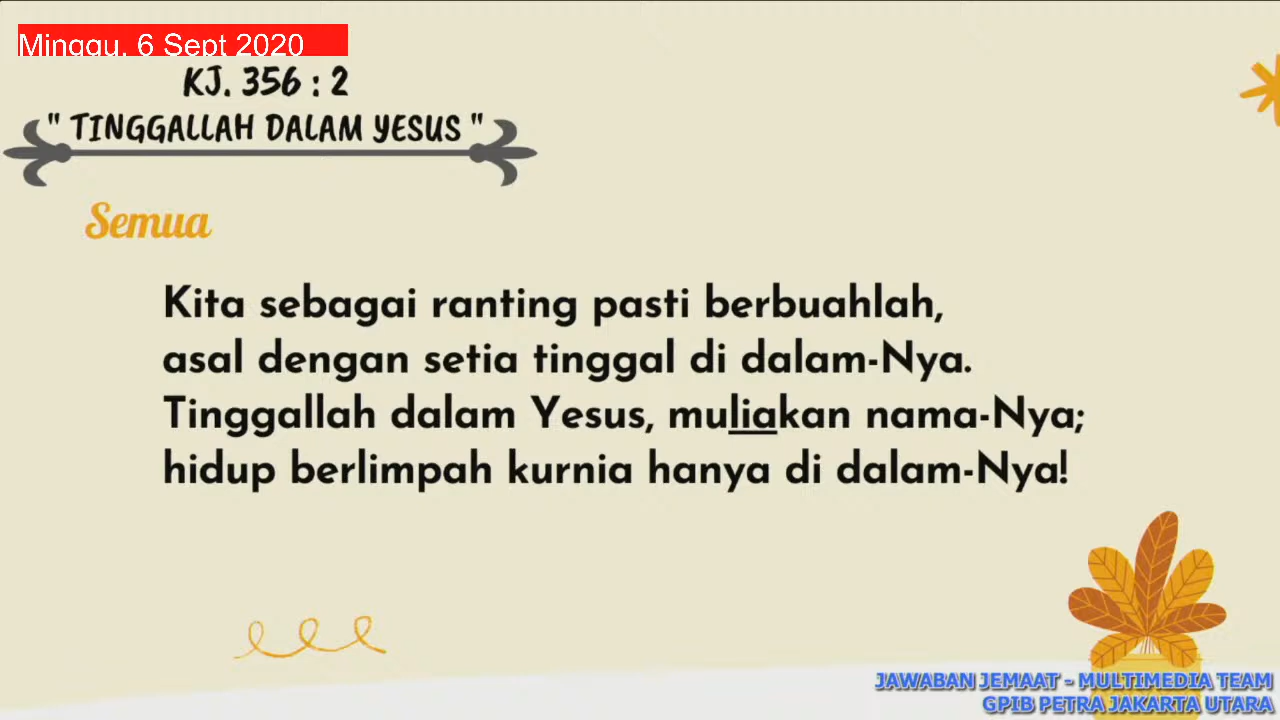 Minggu, 6 Sept 2020
KJ. 356 : 2
" TINGGALLAH DALAM YESUS "
Semua
Kita sebagai ranting pasti berbuahlah,
asal dengan setia tinggal di dalam-Nya.
Tinggallah dalam Yesus, muliakan nama-Nya;
hidup berlimpah kurnia hanya di dalam-Nya!
JAWABAN JEMAAT - MULTIMEDIA TEAM
GPIB PETRA JAKARTA UTARA